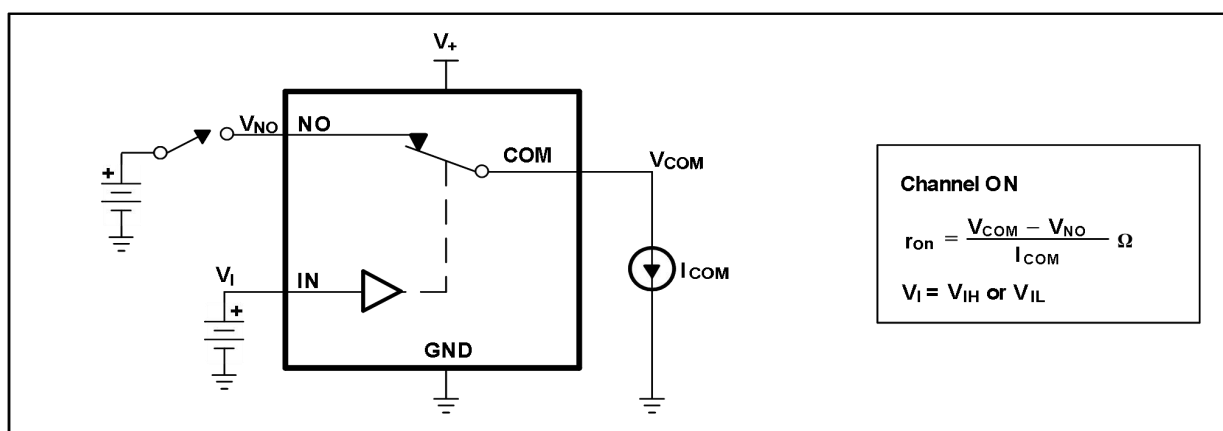 V+
VNO NO
COM
VCOM
+
ICOM
VI IN
+
GND
Channel ON
ron = VCOM – VNO / ICOM Ω
VI = VIH or VIL